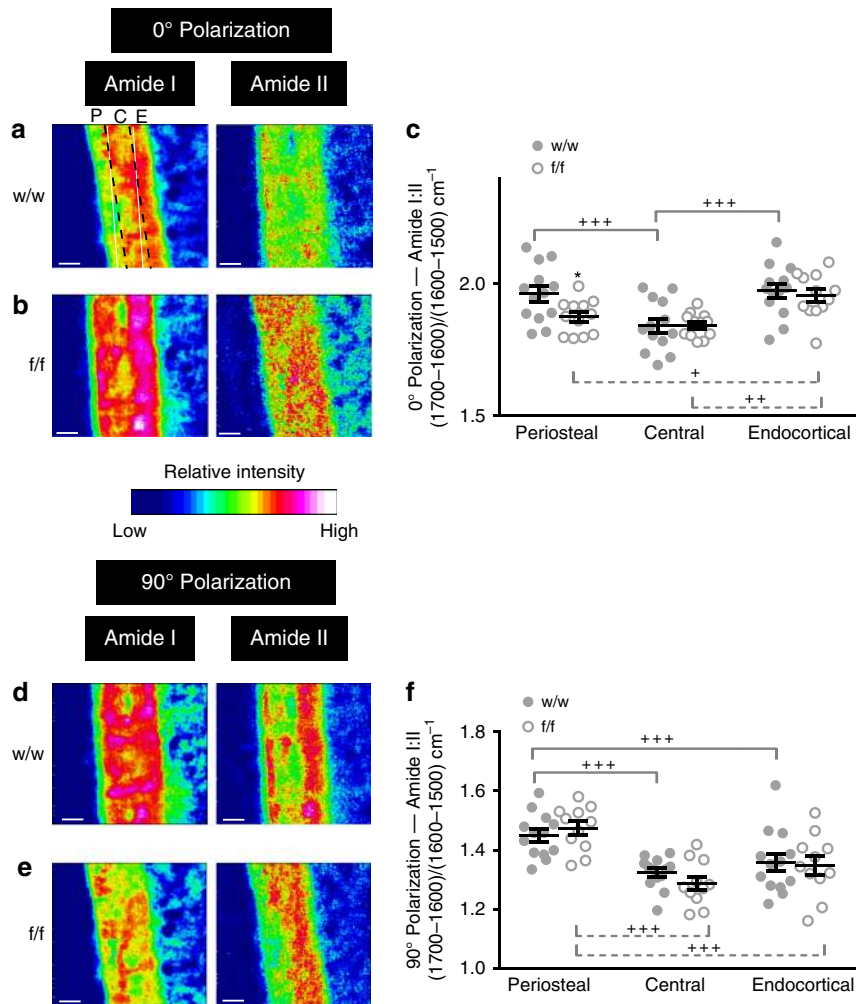 0° Polarization
Amide I
Amide II
P C E
a
w/w
b
f/f
Relative intensity
Low
High
c
w/w
f/f
+++
+++
*
+
++
2.0
1.5
0° Polarization — Amide I:II
(1700–1600)/(1600–1500) cm⁻¹
Periosteal
Central
Endocortical
90° Polarization
Amide I
Amide II
d
w/w
e
f/f
f
w/w
f/f
+++
+++
+++
+++
1.8
1.6
1.4
1.2
1.0
90° Polarization — Amide I:II
(1700–1600)/(1600–1500) cm⁻¹
Periosteal
Central
Endocortical